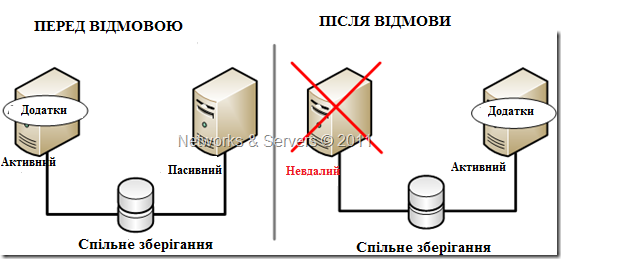 ПЕРЕД ВІДМОВОЮ
Додатки
Активний
Пасивний
Спільне зберігання
ПІСЛЯ ВІДМОВИ
Невдалий
Додатки
Активний
Спільне зберігання
Networks & Servers © 2011